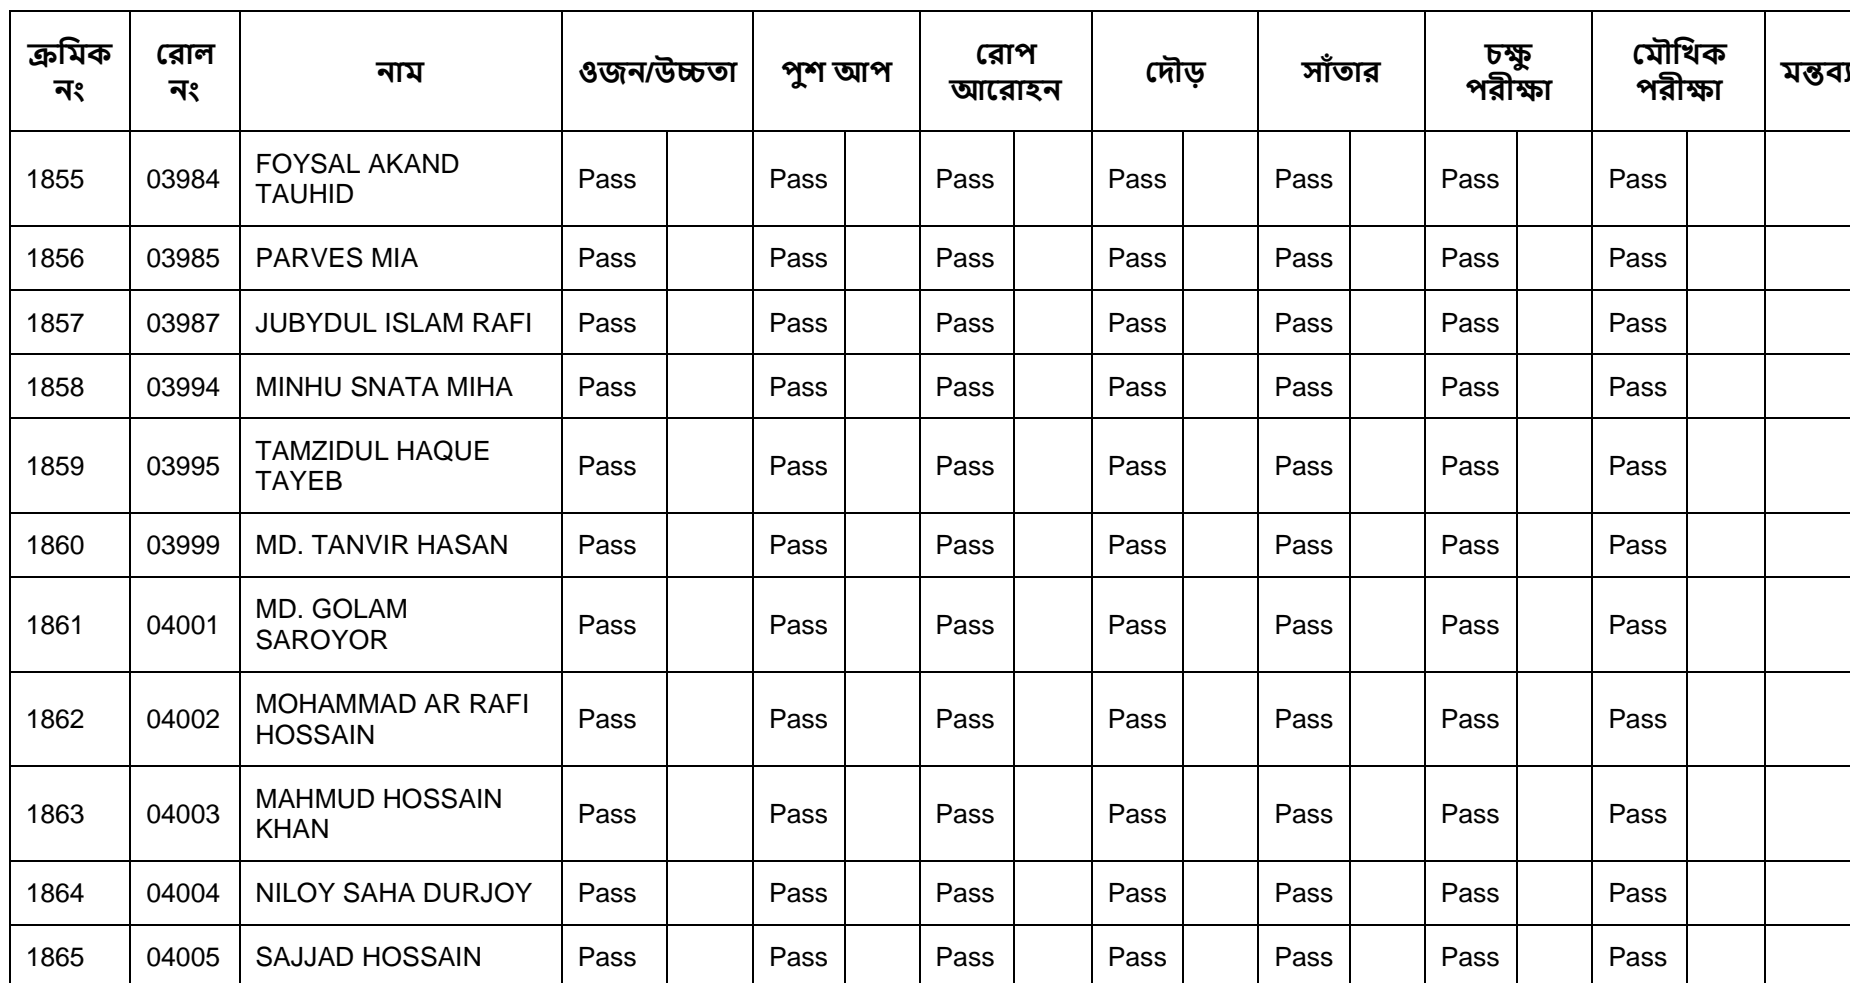 ক্রমিক নং রোল নং নাম ওজন/উচ্চতা পুশ আপ রোপ আরোহন দৌড় সাঁতার চক্ষু পরীক্ষা মৌখিক পরীক্ষা মন্তব্য
1855 03984 FOYSAL AKAND TAUHID Pass Pass Pass Pass Pass Pass Pass
1856 03985 PARVES MIA Pass Pass Pass Pass Pass Pass Pass
1857 03987 JUBYDUL ISLAM RAFI Pass Pass Pass Pass Pass Pass Pass
1858 03994 MINHU SNATA MIHA Pass Pass Pass Pass Pass Pass Pass
1859 03995 TAMZIDUL HAQUE TAYEB Pass Pass Pass Pass Pass Pass Pass
1860 03999 MD. TANVIR HASAN Pass Pass Pass Pass Pass Pass Pass
1861 04001 MD. GOLAM SAROYOR Pass Pass Pass Pass Pass Pass Pass
1862 04002 MOHAMMAD AR RAFI HOSSAIN Pass Pass Pass Pass Pass Pass Pass
1863 04003 MAHMUD HOSSAIN KHAN Pass Pass Pass Pass Pass Pass Pass
1864 04004 NILOY SAHA DURJOY Pass Pass Pass Pass Pass Pass Pass
1865 04005 SAJJAD HOSSAIN Pass Pass Pass Pass Pass Pass Pass